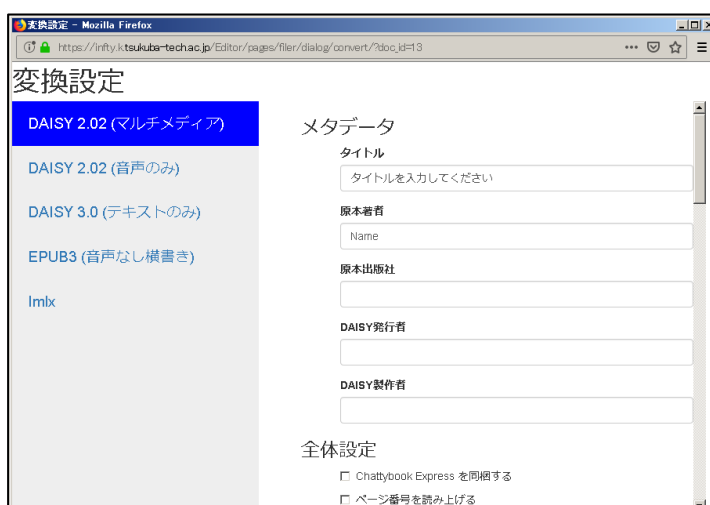 変換設定 - Mozilla Firefox
https://infty.k.tsukuba-tech.ac.jp/Editor/pages/filer/dialog/convert/?doc_id=13
変換設定
DAISY 2.02 (マルチメディア)
DAISY 2.02 (音声のみ)
DAISY 3.0 (テキストのみ)
EPUB3 (音声なし横書き)
Imlx
メタデータ
タイトル
タイトルを入力してください
原本著者
Name
原本出版社
DAISY発行者
DAISY製作者
全体設定
Chattybook Express を同梱する
ページ番号を読み上げる